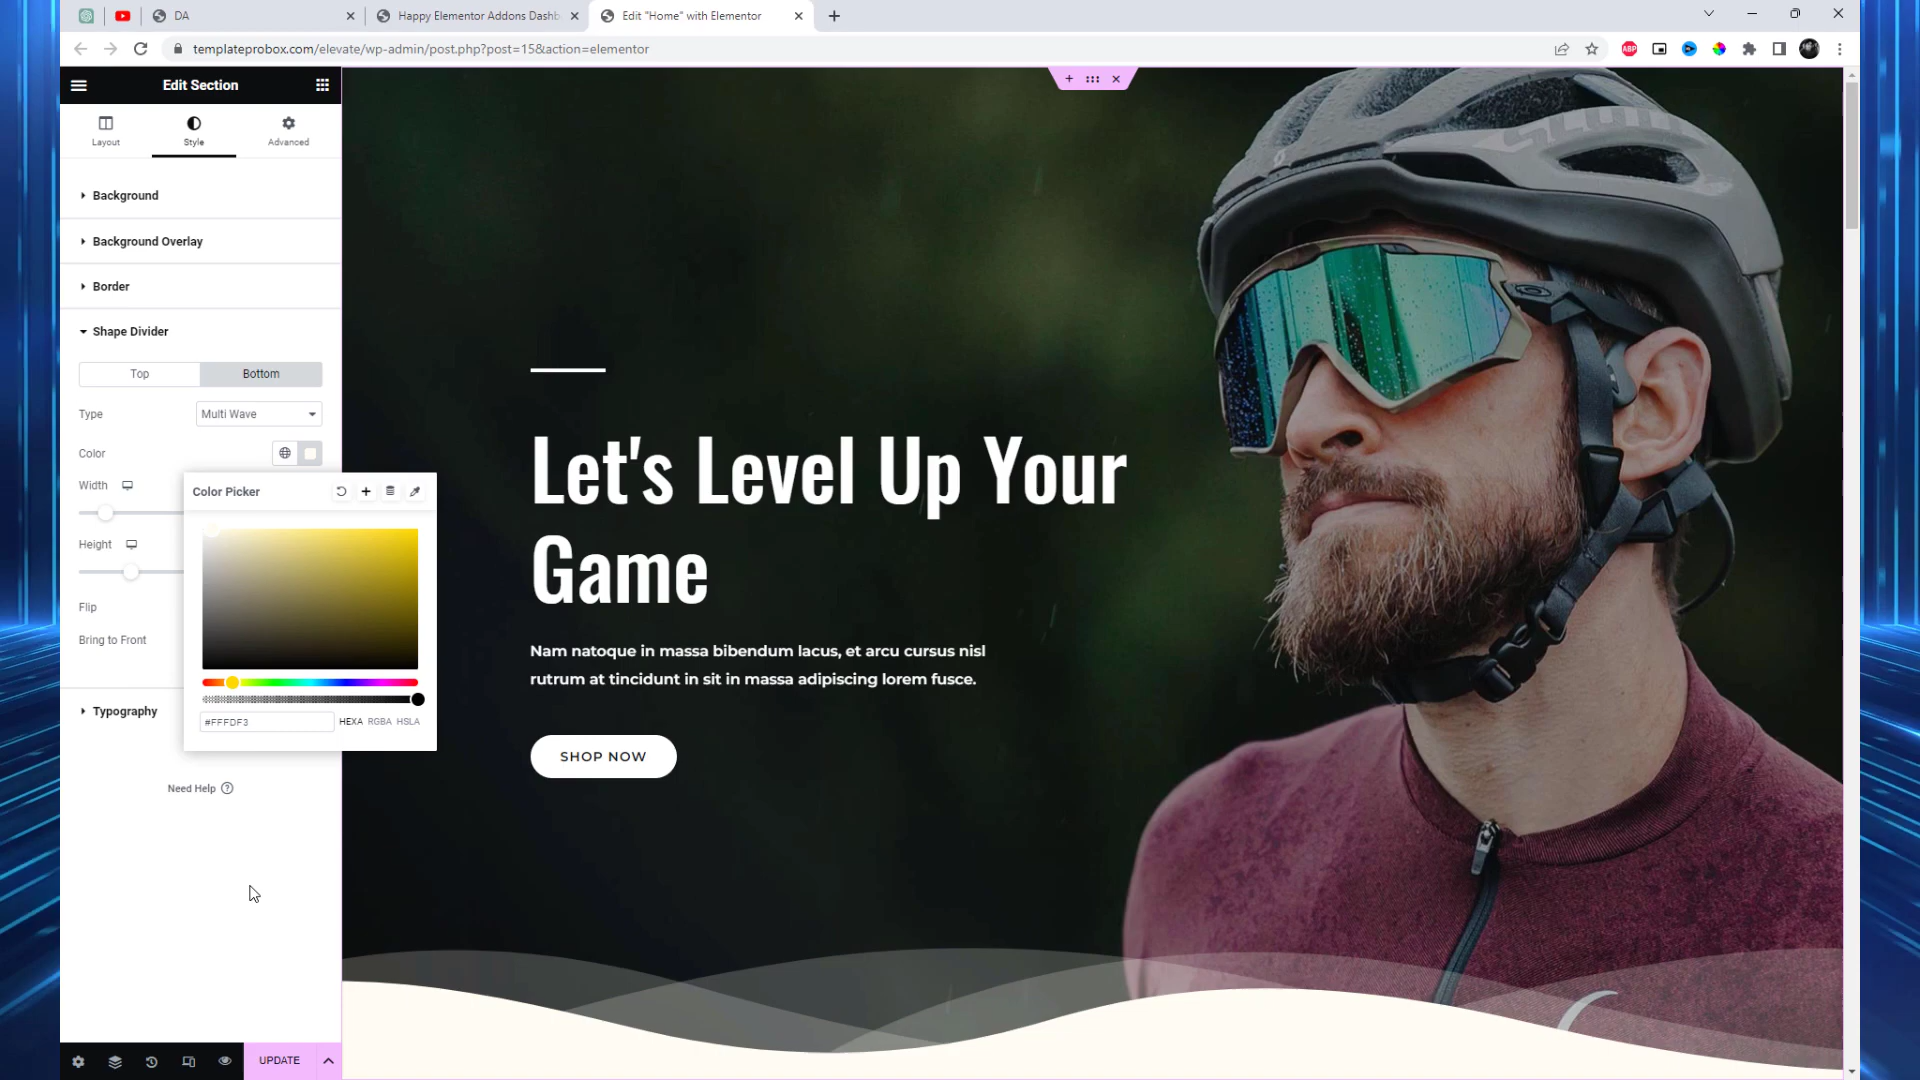 DA
Happy Elementor Addons Dashb
Edit "Home" with Elementor
templateprobox.com/elevate/wp-admin/post.php?post=15&action=elementor
ABP
Edit Section
Layout
Style
Advanced
Background
Background Overlay
Border
Shape Divider
Top
Bottom
Type
Multi Wave
Color
Width
Color Picker
Height
Flip
Bring to Front
Typography
#FFFDF3
HEXA RGBA HSLA
Need Help
UPDATE
Let's Level Up Your
Game
Nam natoque in massa bibendum lacus, et arcu cursus nisl
rutrum at tincidunt in sit in massa adipiscing lorem fusce.
SHOP NOW